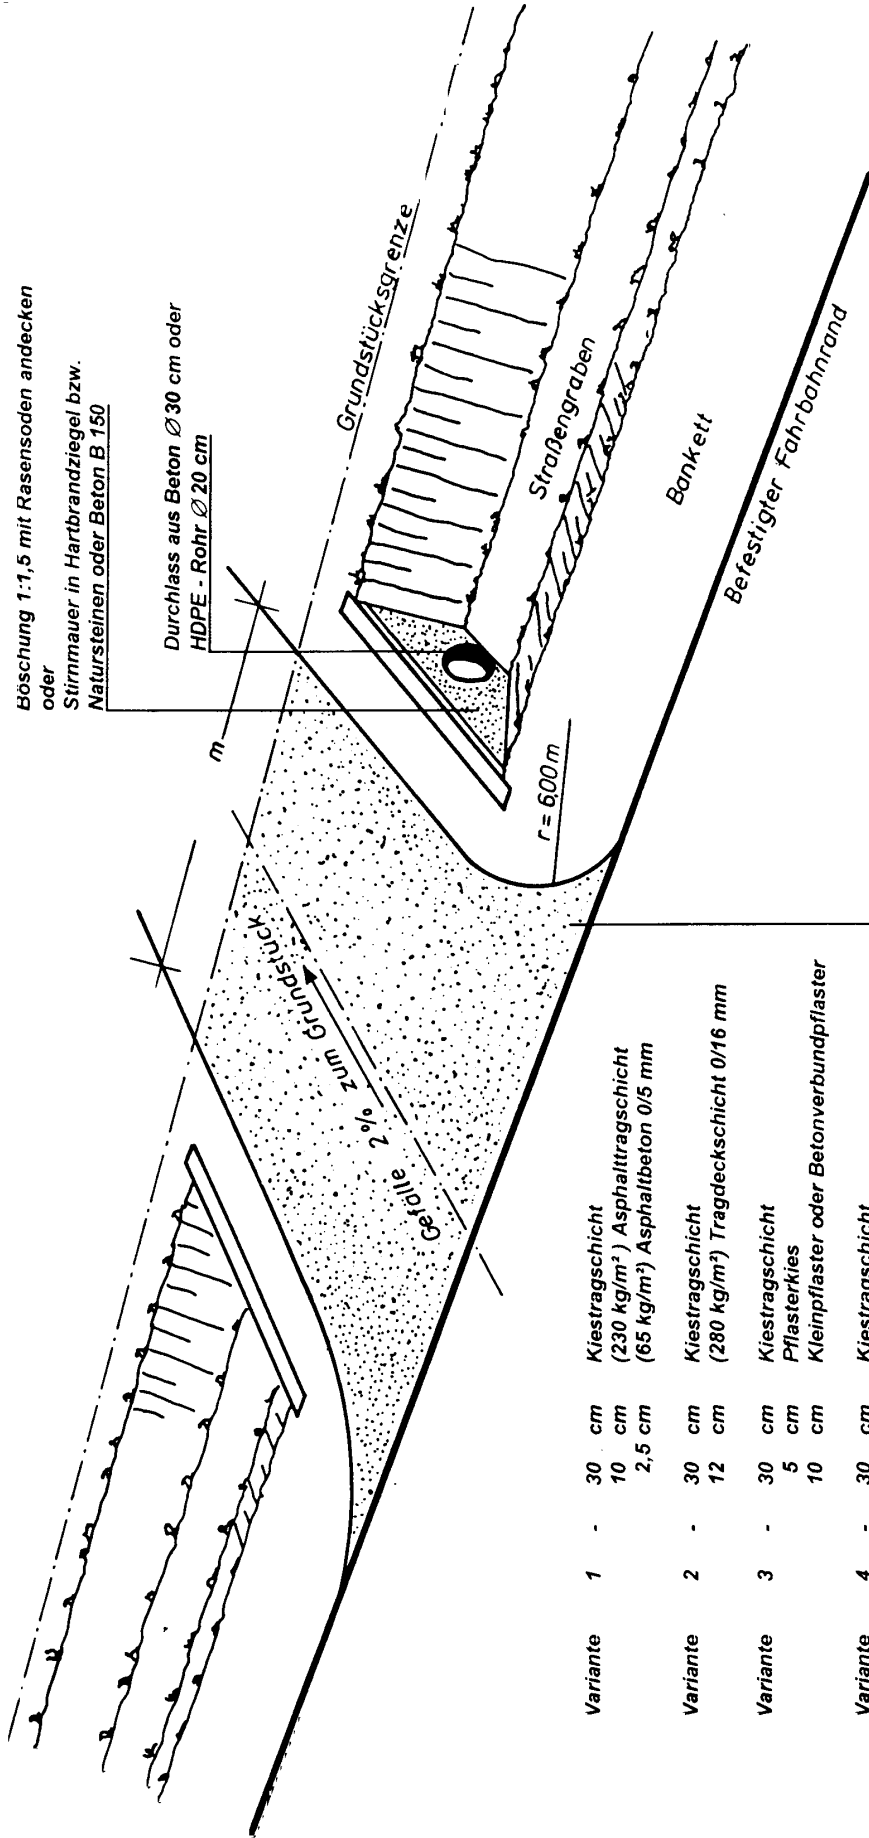 Böschung 1:1,5 mit Rasensoden andecken
oder
Stirnmauer in Hartbrandziegel bzw.
Natursteinen oder Beton B 150
Durchlass aus Beton Ø 30 cm oder
HDPE - Rohr Ø 20 cm
m
Grundstücksgrenze
Straßengraben
Bankett
Befestigter Fahrbahnrand
r = 6,00 m
Gefälle 2% zum Grundstück
Variante 1 - 30 cm Kiestragschicht
10 cm (230 kg/m²) Asphalttragschicht
2,5 cm (65 kg/m²) Asphaltbeton 0/5 mm
Variante 2 - 30 cm Kiestragschicht
12 cm (280 kg/m²) Tragdeckschicht 0/16 mm
Variante 3 - 30 cm Kiestragschicht
5 cm Pflasterkies
10 cm Kleinpflaster oder Betonverbundpflaster
Variante 4 - 30 cm Kiestragschicht